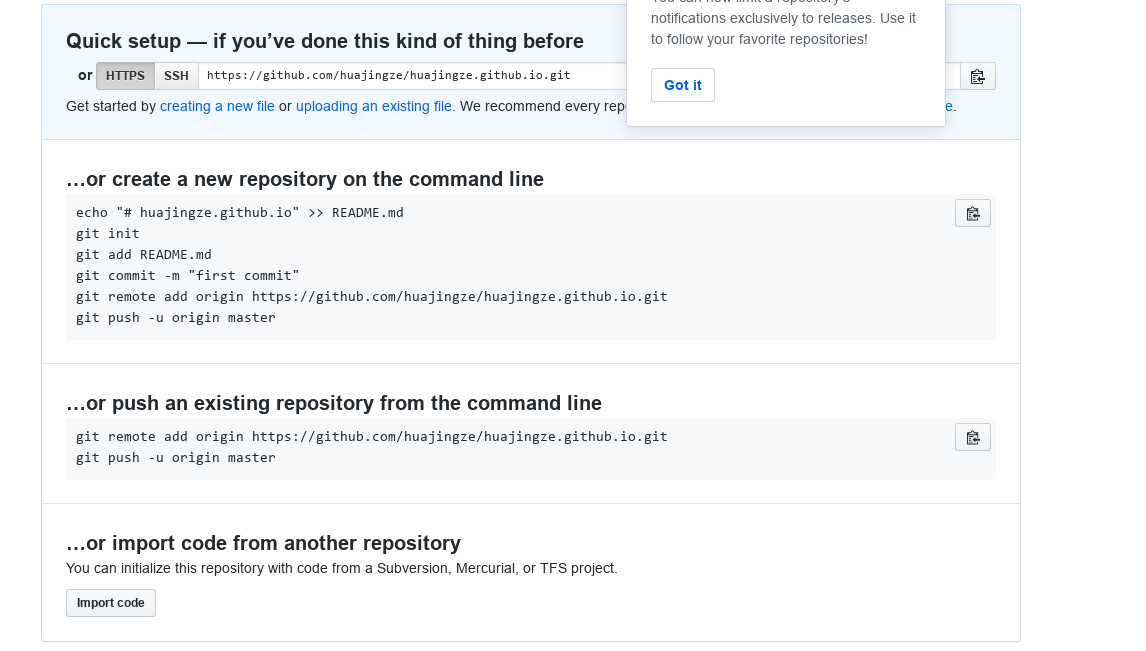 notifications exclusively to releases. Use it
to follow your favorite repositories!
Got it
Quick setup — if you’ve done this kind of thing before
or HTTPS SSH https://github.com/huajingze/huajingze.github.io.git
Get started by creating a new file or uploading an existing file. We recommend every
…or create a new repository on the command line
echo "# huajingze.github.io" >> README.md
git init
git add README.md
git commit -m "first commit"
git remote add origin https://github.com/huajingze/huajingze.github.io.git
git push -u origin master
…or push an existing repository from the command line
git remote add origin https://github.com/huajingze/huajingze.github.io.git
git push -u origin master
…or import code from another repository
You can initialize this repository with code from a Subversion, Mercurial, or TFS project.
Import code